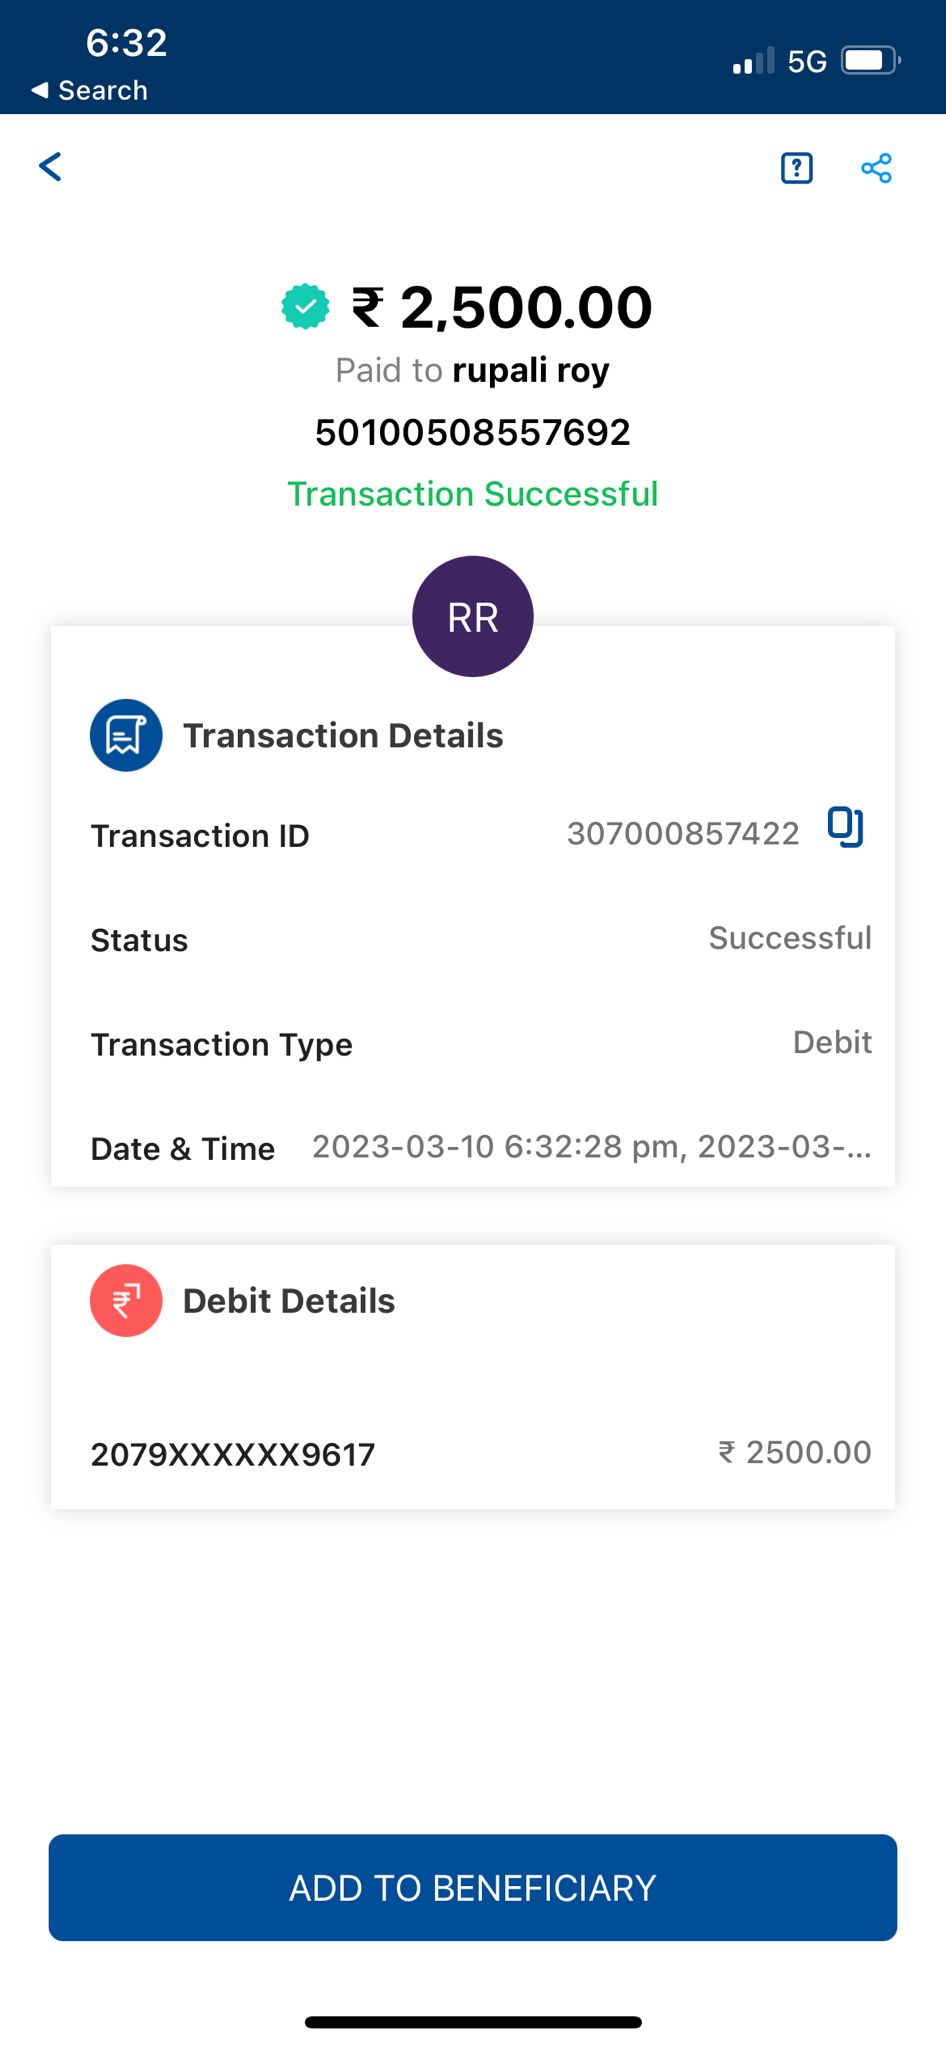 6:32
5G
◀ Search
₹ 2,500.00
Paid to rupali roy
50100508557692
Transaction Successful
RR
Transaction Details
Transaction ID 307000857422
Status Successful
Transaction Type Debit
Date & Time 2023-03-10 6:32:28 pm, 2023-03-...
Debit Details
2079XXXXXX9617 ₹ 2500.00
ADD TO BENEFICIARY